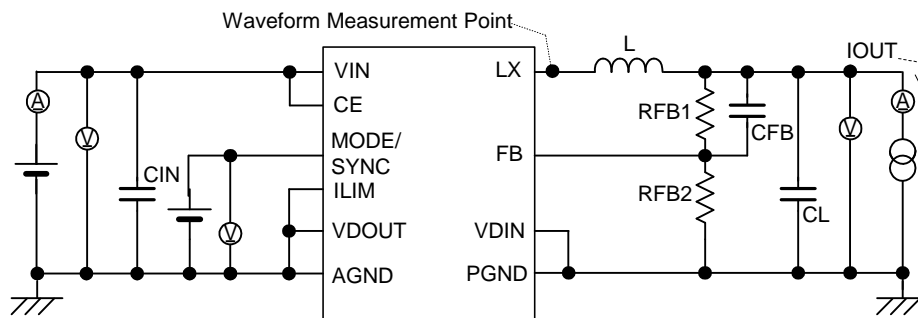 Waveform Measurement Point
L
IOUT
VIN
LX
A
A
CE
RFB1
V
MODE/
SYNC
CFB
V
CIN
FB
ILIM
RFB2
V
CL
VDOUT
VDIN
AGND
PGND